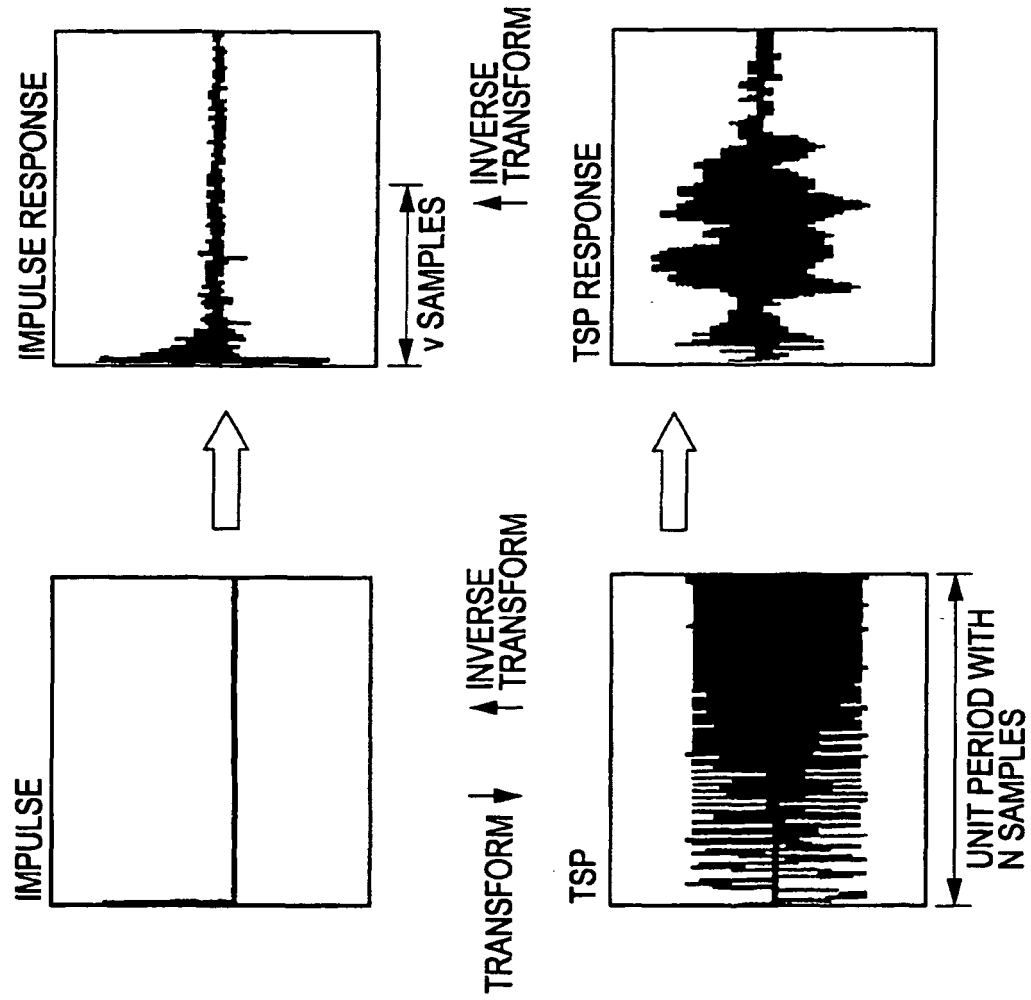 IMPULSE
IMPULSE RESPONSE
v SAMPLES
TRANSFORM
INVERSE
TRANSFORM
INVERSE
TRANSFORM
TSP
TSP RESPONSE
UNIT PERIOD WITH
N SAMPLES